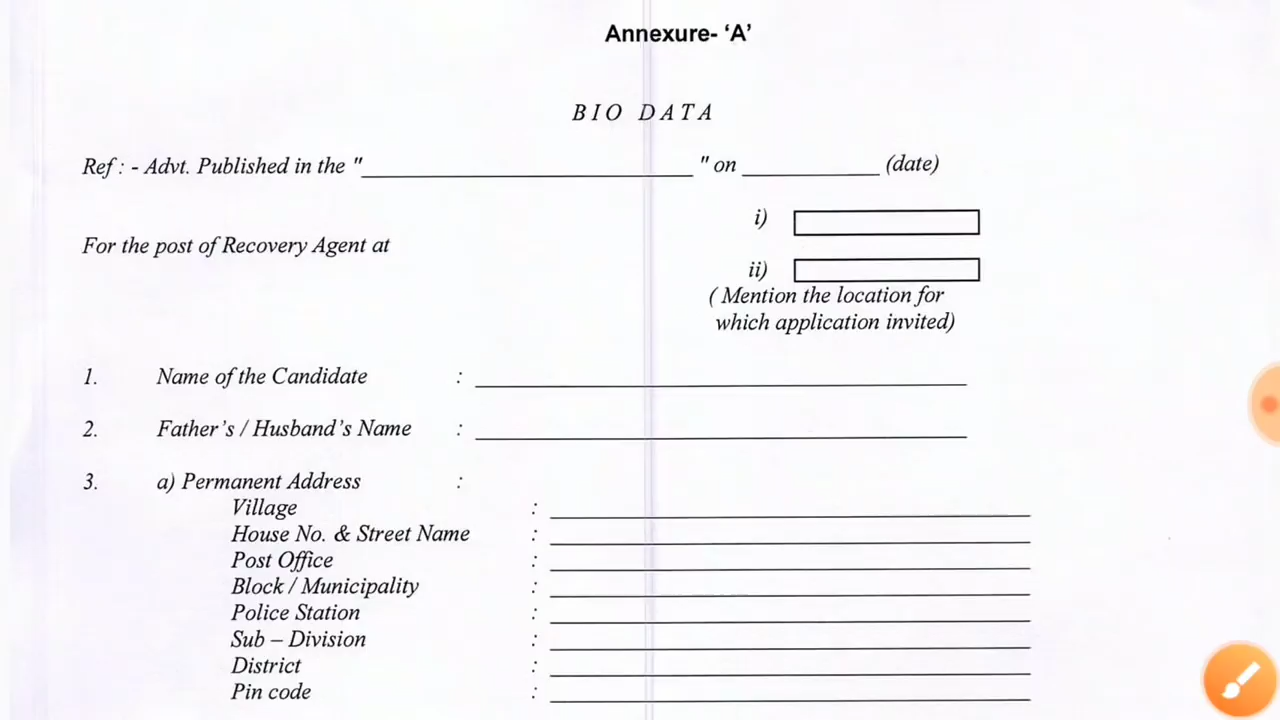 Annexure- ‘A’
BIO DATA
Ref : - Advt. Published in the "_______________" on __________ (date)
i)
For the post of Recovery Agent at
ii)
( Mention the location for
which application invited)
1. Name of the Candidate :
2. Father’s / Husband’s Name :
3. a) Permanent Address :
Village :
House No. & Street Name :
Post Office :
Block / Municipality :
Police Station :
Sub – Division :
District :
Pin code :